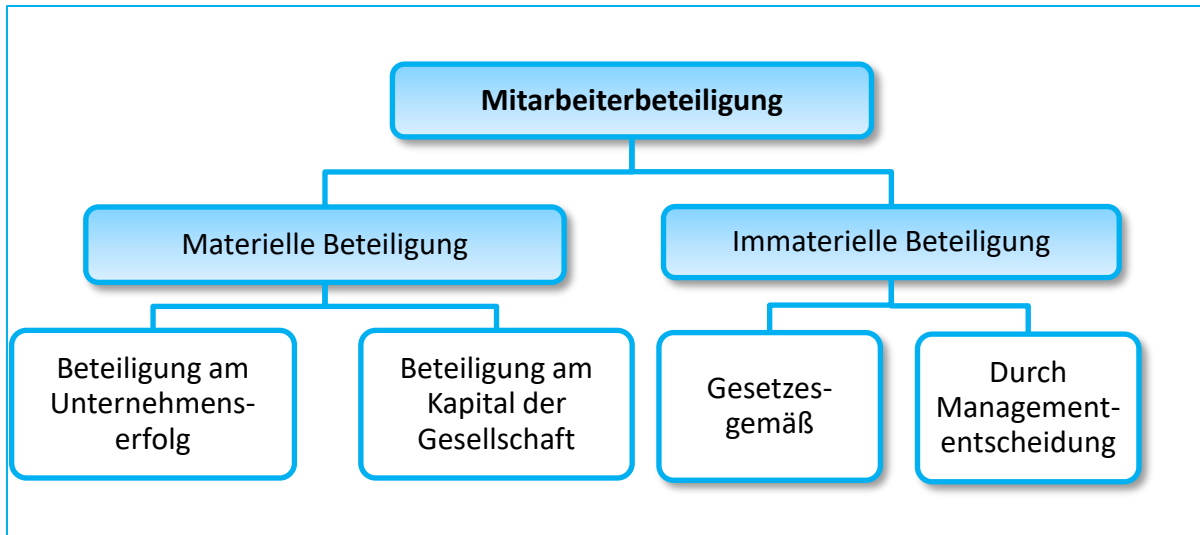 Mitarbeiterbeteiligung
Materielle Beteiligung
Immaterielle Beteiligung
Beteiligung am
Unternehmens-
erfolg
Beteiligung am
Kapital der
Gesellschaft
Gesetzes-
gemäß
Durch
Management-
entscheidung